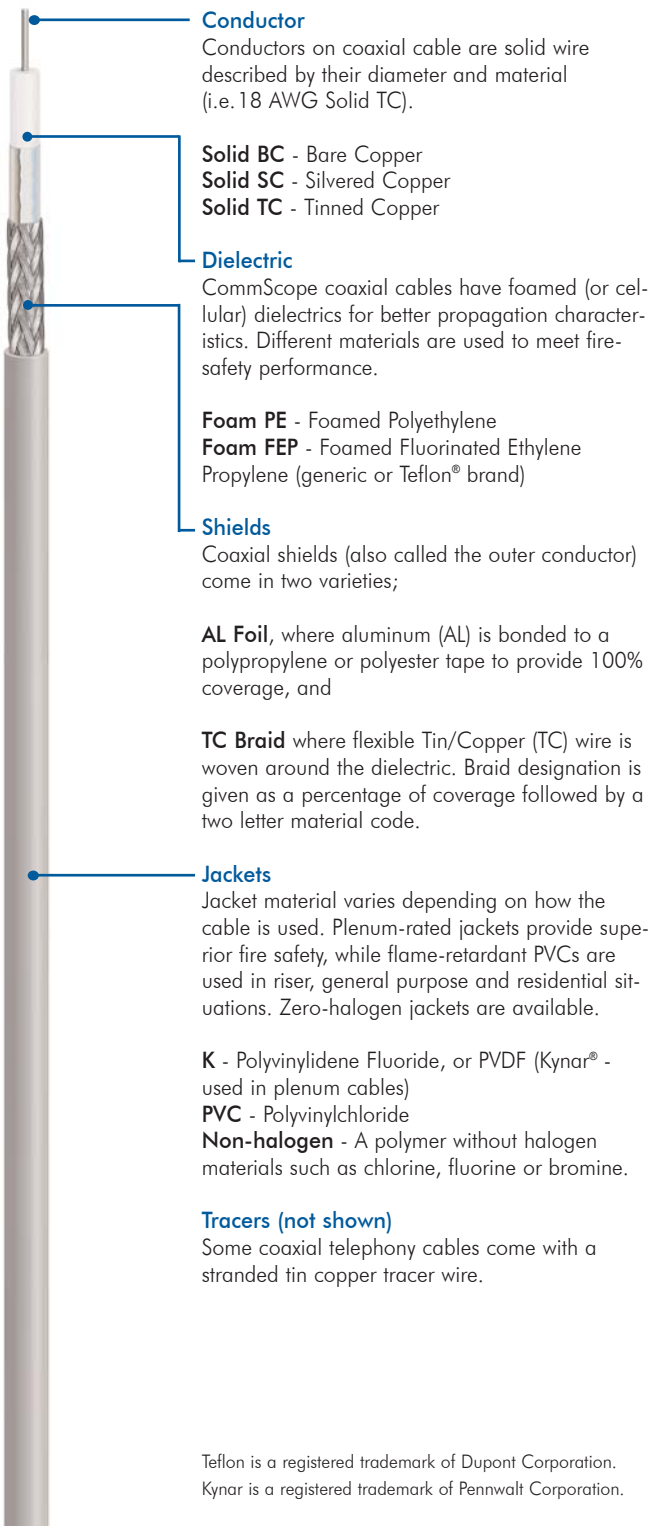 Conductor
Conductors on coaxial cable are solid wire
described by their diameter and material
(i.e.18 AWG Solid TC).
Solid BC - Bare Copper
Solid SC - Silvered Copper
Solid TC - Tinned Copper
Dielectric
CommScope coaxial cables have foamed (or cel-
lular) dielectrics for better propagation character-
istics. Different materials are used to meet fire-
safety performance.
Foam PE - Foamed Polyethylene
Foam FEP - Foamed Fluorinated Ethylene
Propylene (generic or Teflon® brand)
Shields
Coaxial shields (also called the outer conductor)
come in two varieties;
AL Foil, where aluminum (AL) is bonded to a
polypropylene or polyester tape to provide 100%
coverage, and
TC Braid where flexible Tin/Copper (TC) wire is
woven around the dielectric. Braid designation is
given as a percentage of coverage followed by a
two letter material code.
Jackets
Jacket material varies depending on how the
cable is used. Plenum-rated jackets provide supe-
rior fire safety, while flame-retardant PVCs are
used in riser, general purpose and residential sit-
uations. Zero-halogen jackets are available.
K - Polyvinylidene Fluoride, or PVDF (Kynar® -
used in plenum cables)
PVC - Polyvinylchloride
Non-halogen - A polymer without halogen
materials such as chlorine, fluorine or bromine.
Tracers (not shown)
Some coaxial telephony cables come with a
stranded tin copper tracer wire.
Teflon is a registered trademark of Dupont Corporation.
Kynar is a registered trademark of Pennwalt Corporation.